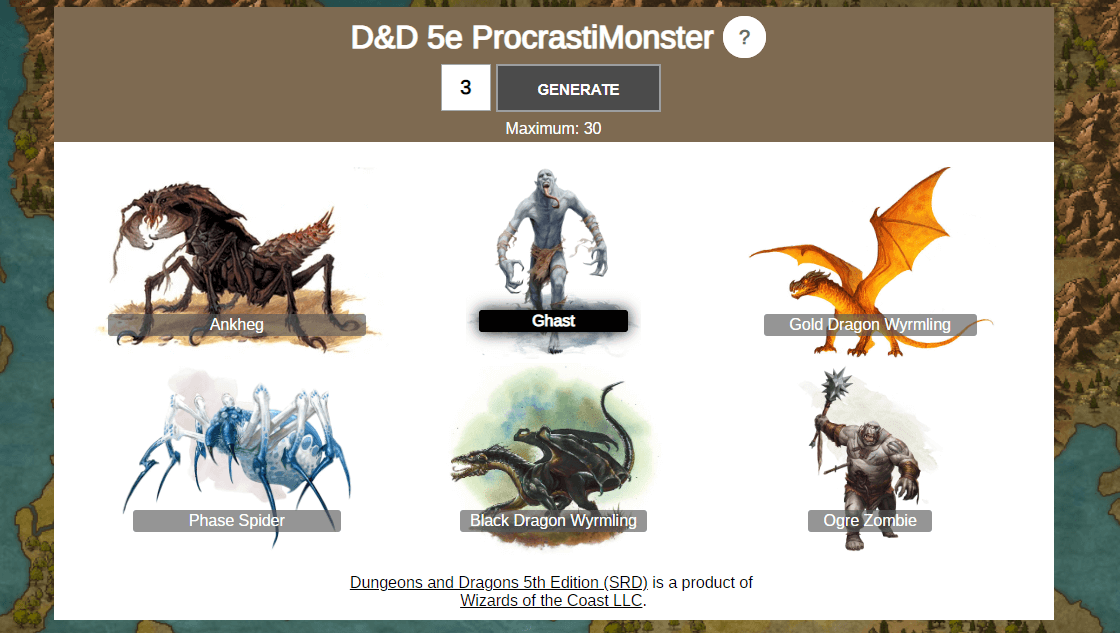 D&D 5e ProcrastiMonster ?
3 GENERATE
Maximum: 30
Ankheg Ghast Gold Dragon Wyrmling
Phase Spider Black Dragon Wyrmling Ogre Zombie
Dungeons and Dragons 5th Edition (SRD) is a product of
Wizards of the Coast LLC.